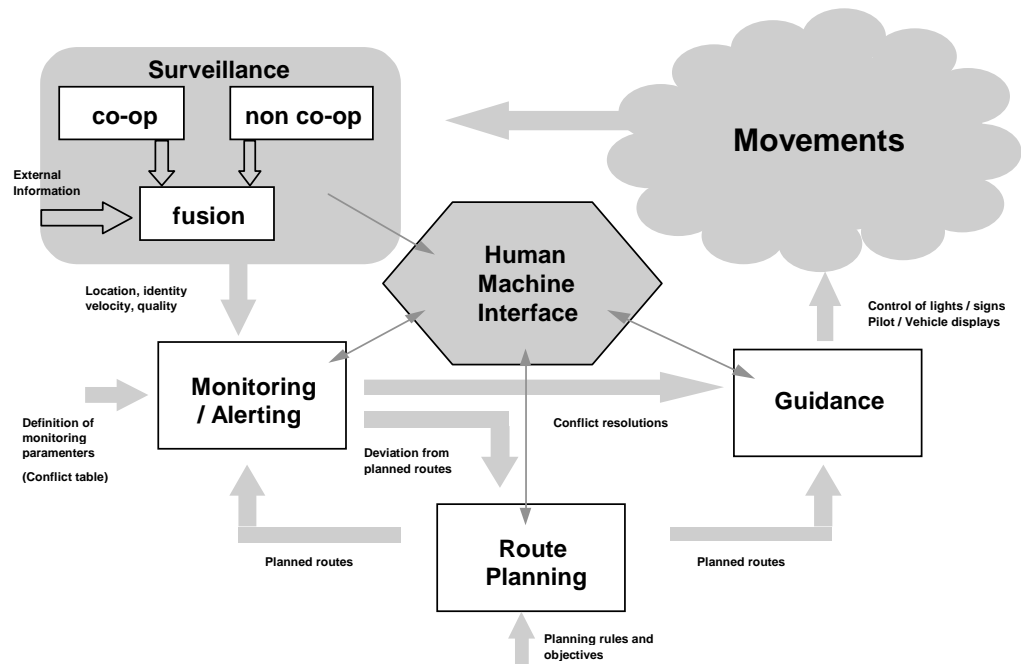 Surveillance
co-op
non co-op
External
Information
fusion
Movements
Human
Machine
Interface
Location, identity
velocity, quality
Control of lights / signs
Pilot / Vehicle displays
Monitoring
/ Alerting
Guidance
Definition of
monitoring
paramenters
(Conflict table)
Conflict resolutions
Deviation from
planned routes
Route
Planning
Planned routes
Planned routes
Planning rules and
objectives